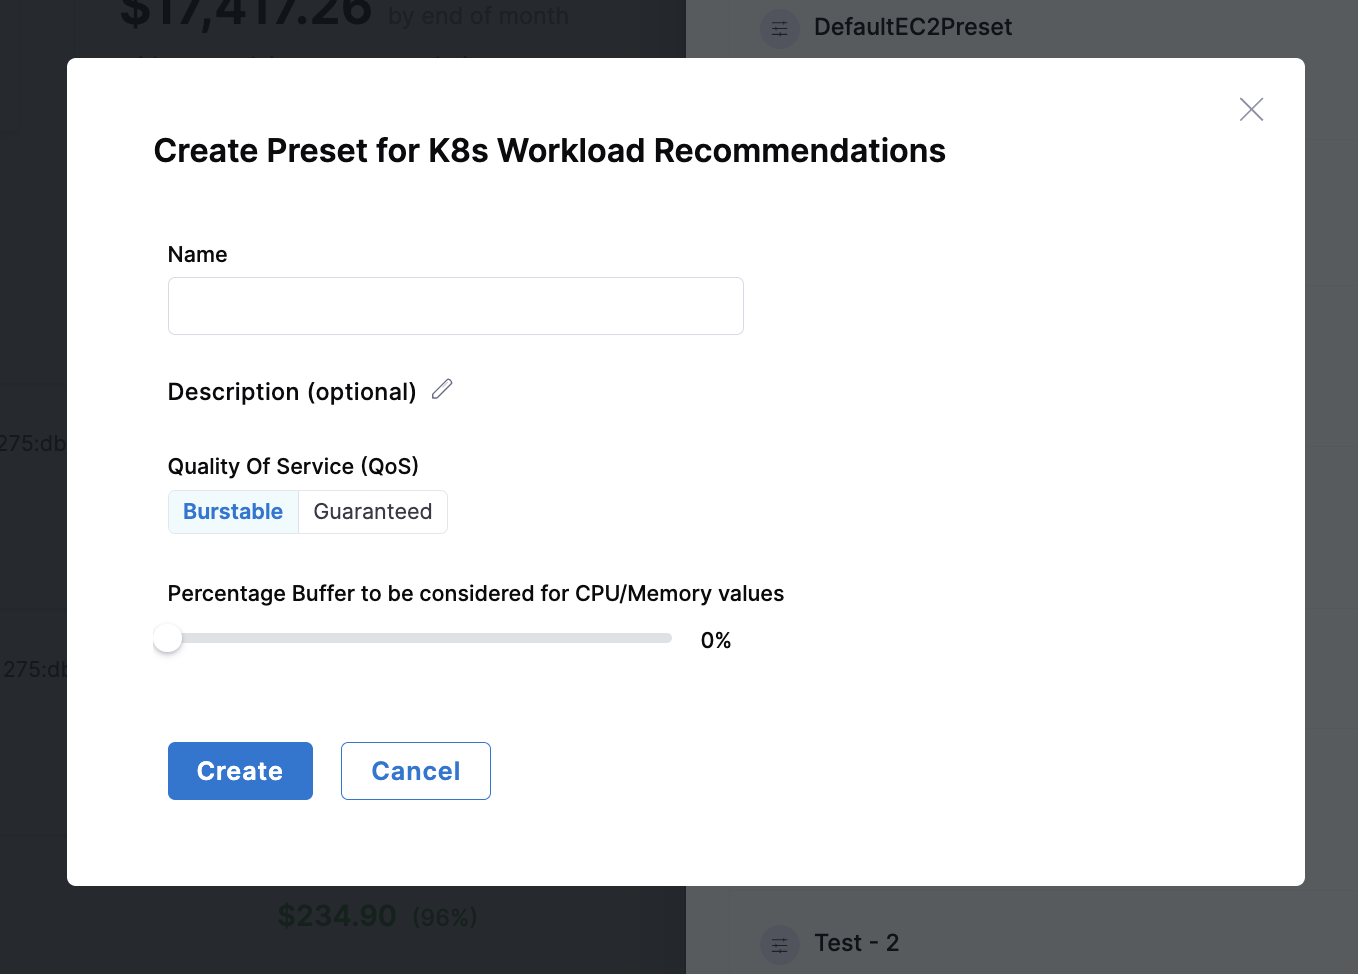 $17,417.26 by end of month
DefaultEC2Preset
Create Preset for K8s Workload Recommendations
Name
Description (optional)
275:db
Quality Of Service (QoS)
Burstable Guaranteed
Percentage Buffer to be considered for CPU/Memory values
0%
275:db
Create Cancel
$234.90 (96%)
Test - 2